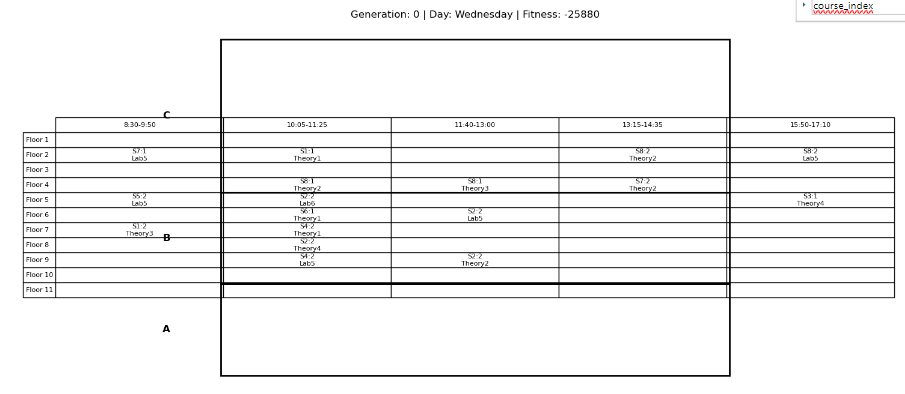 Generation: 0 | Day: Wednesday | Fitness: -25880
course_index
C
8:30-9:50 10:05-11:25 11:40-13:00 13:15-14:35 15:50-17:10
Floor 1
Floor 2 S7:1 Lab5 S1:1 Theory1 S8:2 Theory2 S8:2 Lab5
Floor 3
Floor 4 S8:1 Theory2 S8:1 Theory3 S7:2 Theory2
Floor 5 S5:2 Lab5 S2:2 Lab6 S3:1 Theory4
Floor 6 S6:1 Theory1 S2:2 Lab5
Floor 7 S1:2 Theory3 S4:2 Theory1
B
Floor 8 S2:2 Theory4
Floor 9 S4:2 Lab5 S2:2 Theory2
Floor 10
Floor 11
A